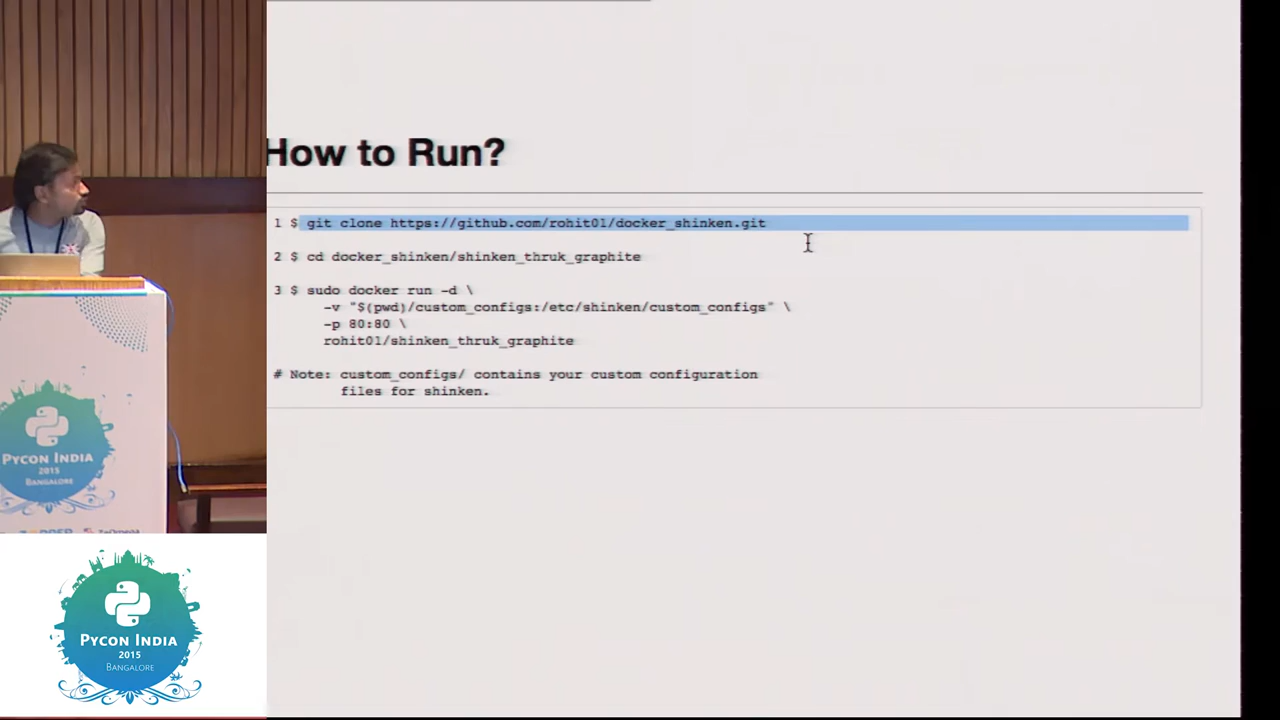 How to Run?
1 $ git clone https://github.com/rohit01/docker_shinken.git
2 $ cd docker_shinken/shinken_thruk_graphite
3 $ sudo docker run -d \
-v "$(pwd)/custom_configs:/etc/shinken/custom_configs" \
-p 80:80 \
rohit01/shinken_thruk_graphite
# Note: custom_configs/ contains your custom configuration
files for shinken.
PYCON INDIA
2015
BANGALORE
PYCON INDIA
2015
BANGALORE